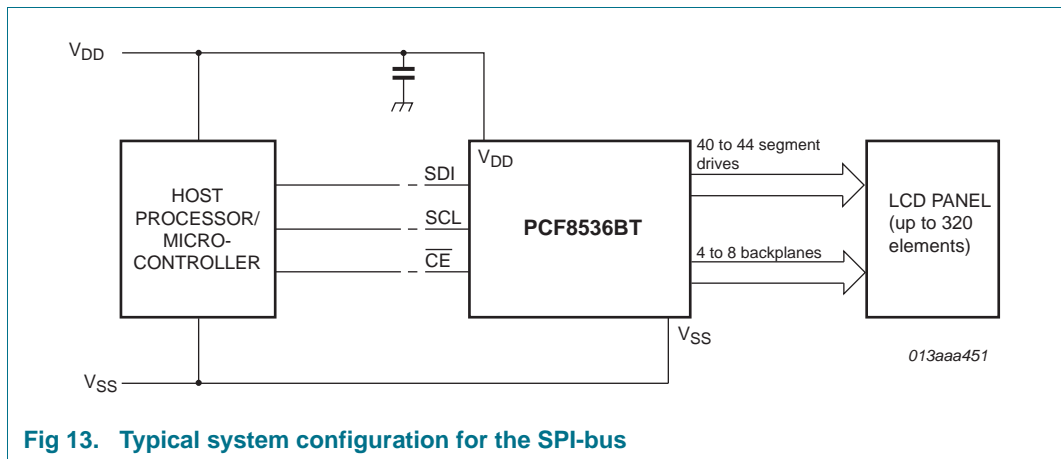 VDD
HOST
PROCESSOR/
MICRO-
CONTROLLER
SDI
SCL
CE
VDD
PCF8536BT
VSS
40 to 44 segment
drives
4 to 8 backplanes
LCD PANEL
(up to 320
elements)
VSS
013aaa451
Fig 13. Typical system configuration for the SPI-bus